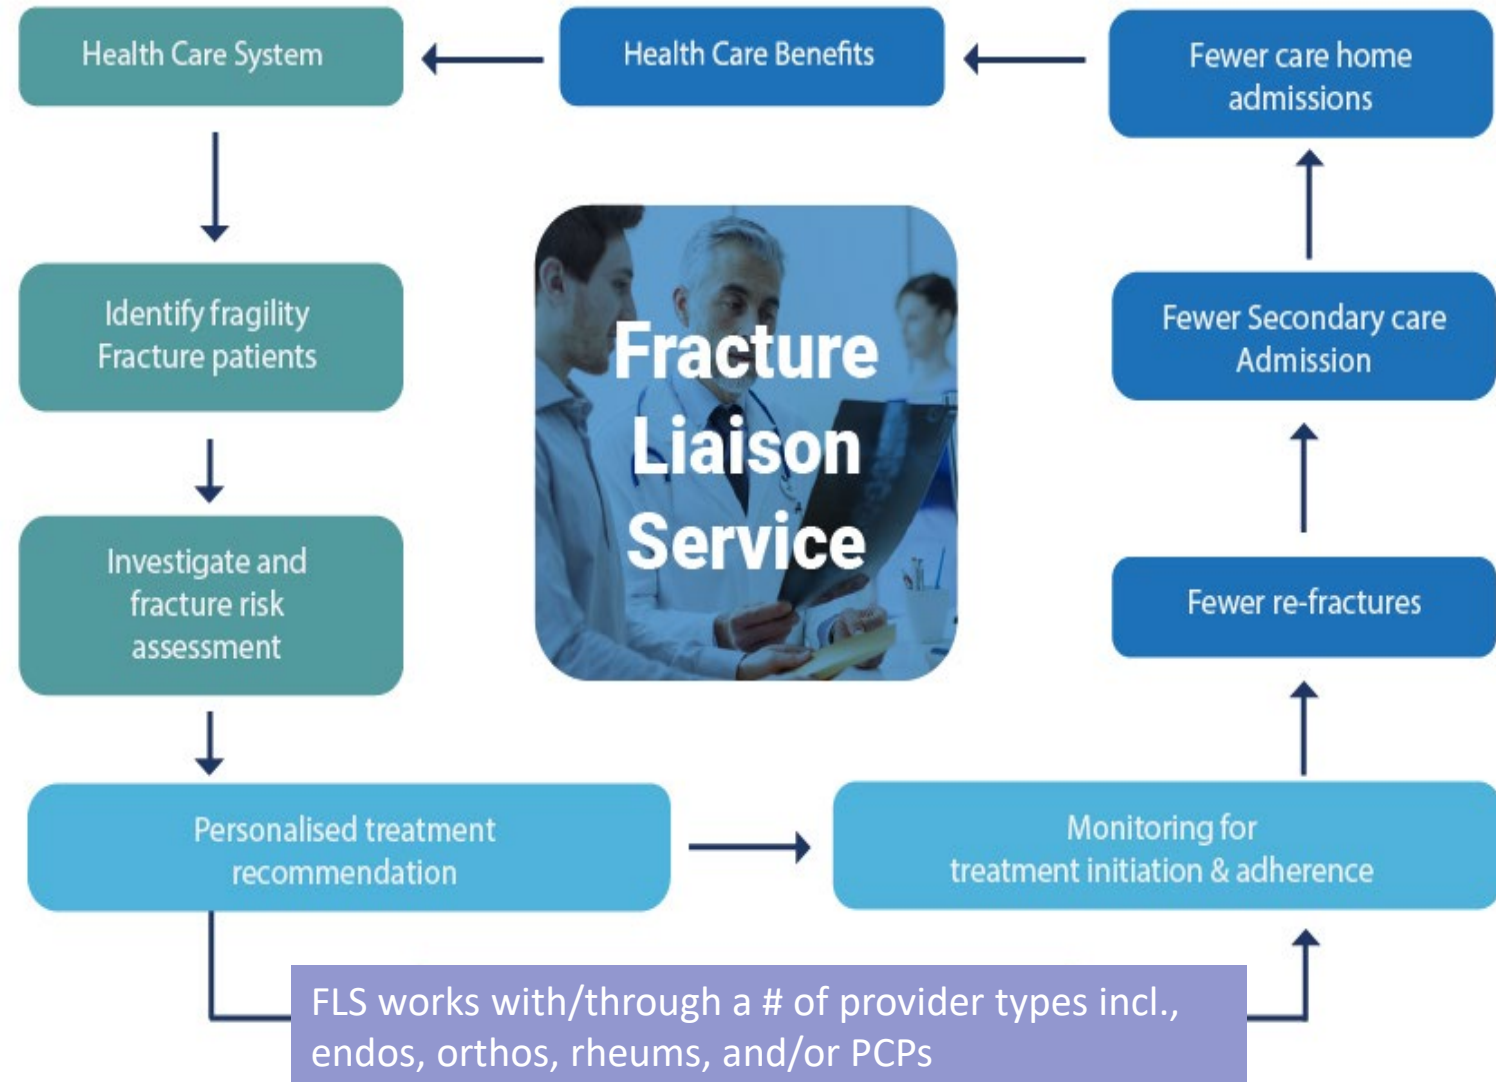 Health Care System
Health Care Benefits
Fewer care home
admissions
Identify fragility
Fracture patients
Fracture
Liaison
Service
Fewer Secondary care
Admission
Investigate and
fracture risk
assessment
Fewer re-fractures
Personalised treatment
recommendation
Monitoring for
treatment initiation & adherence
FLS works with/through a # of provider types incl.,
endos, orthos, rheums, and/or PCPs